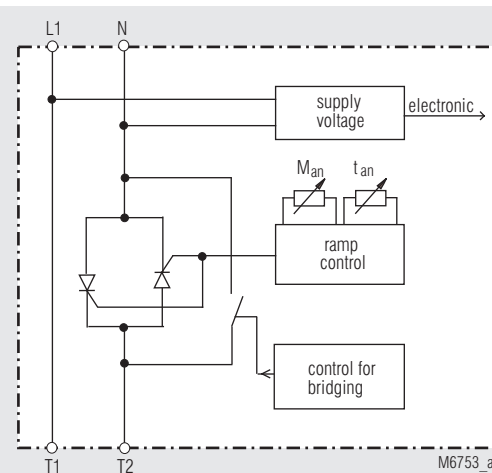 L1 N
supply
voltage
electronic
Man tan
ramp
control
control for
bridging
T1 T2
M6753_a